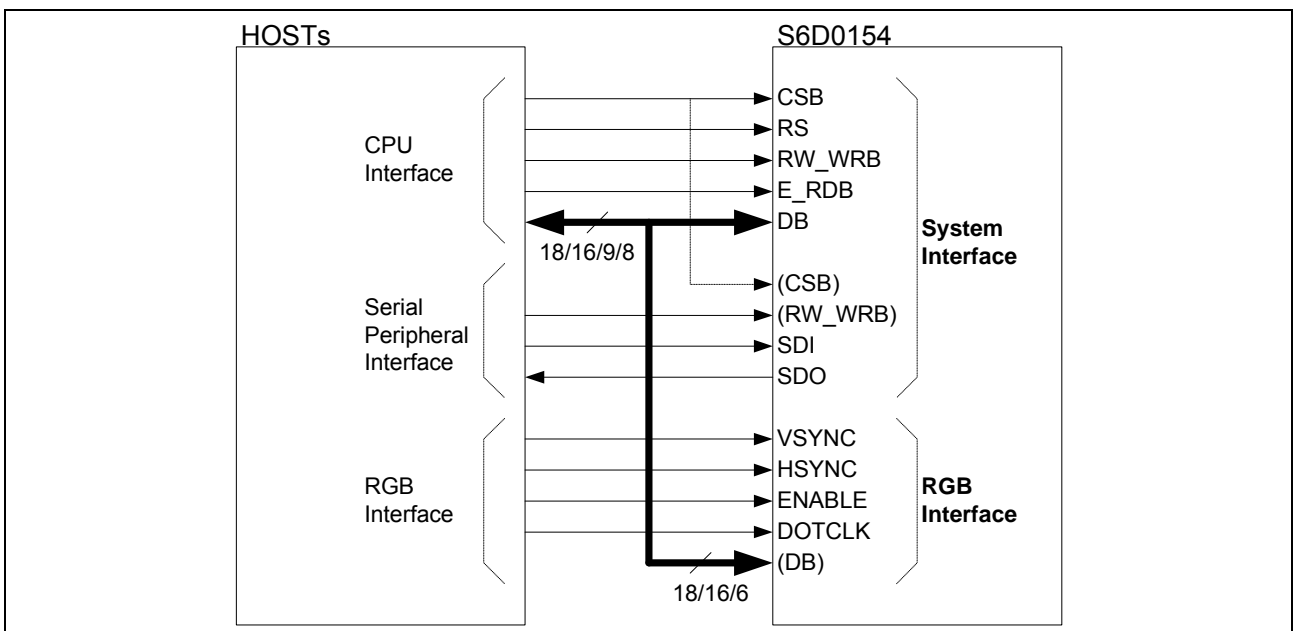 HOSTs
S6D0154
CPU
Interface
CSB
RS
RW_WRB
E_RDB
DB
18/16/9/8
System
Interface
Serial
Peripheral
Interface
(CSB)
(RW_WRB)
SDI
SDO
RGB
Interface
VSYNC
HSYNC
ENABLE
DOTCLK
(DB)
18/16/6
RGB
Interface